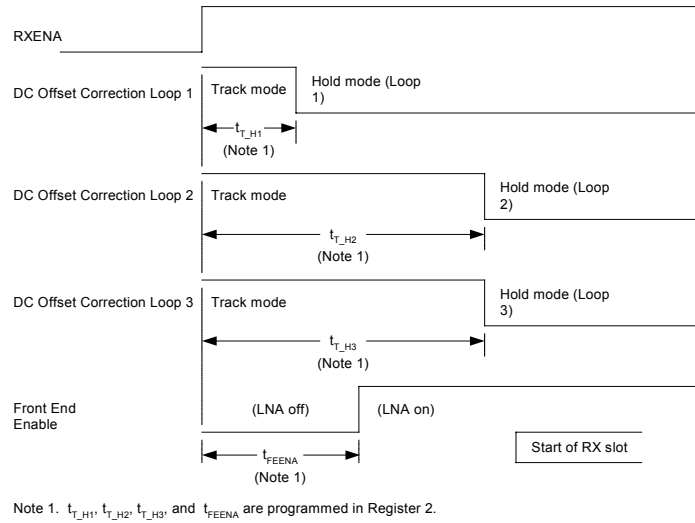 RXENA
DC Offset Correction Loop 1
Track mode
Hold mode (Loop
1)
t_T_H1
(Note 1)
DC Offset Correction Loop 2
Track mode
Hold mode (Loop
2)
t_T_H2
(Note 1)
DC Offset Correction Loop 3
Track mode
Hold mode (Loop
3)
t_T_H3
(Note 1)
Front End
Enable
(LNA off)
(LNA on)
t_FEENA
(Note 1)
Start of RX slot
Note 1. t_T_H1, t_T_H2, t_T_H3, and t_FEENA are programmed in Register 2.